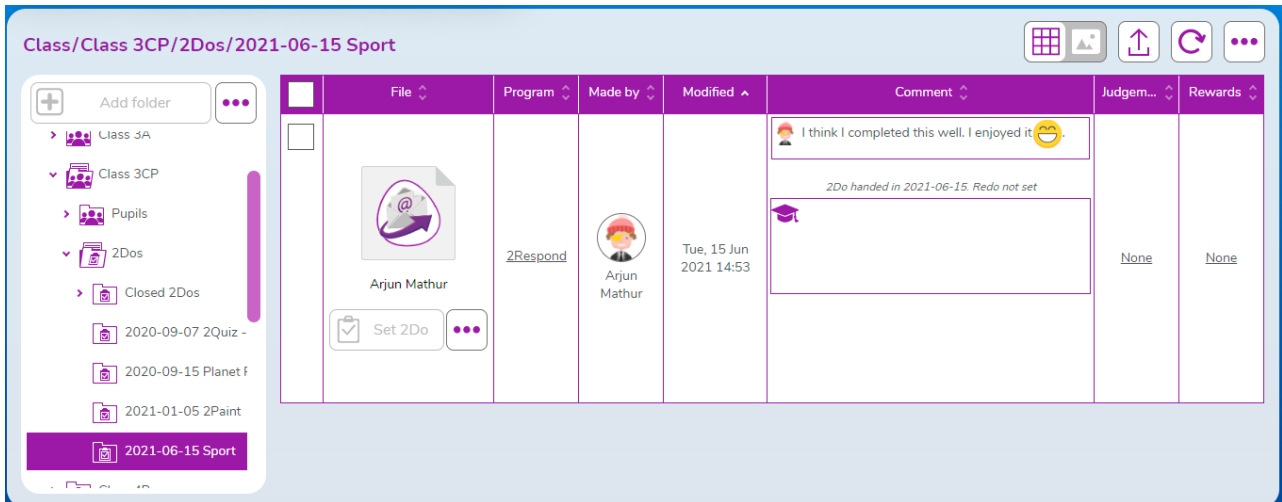 Class/Class 3CP/2Dos/2021-06-15 Sport
Add folder
Class 3A
Class 3CP
Pupils
2Dos
Closed 2Dos
2020-09-07 2Quiz -
2020-09-15 Planet
2021-01-05 2Paint
2021-06-15 Sport
File Program Made by Modified Comment Judgem... Rewards
I think I completed this well. I enjoyed it .
2Do handed in 2021-06-15. Redo not set
@
Arjun Mathur
Set 2Do
2Respond
Arjun
Mathur
Tue, 15 Jun
2021 14:53
None
None